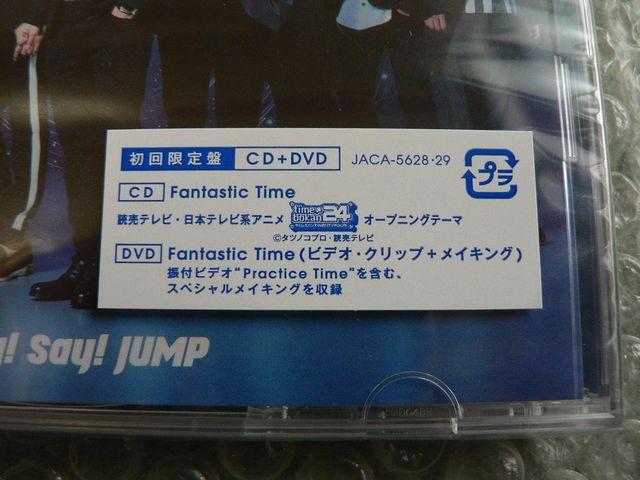 初回限定盤 CD+DVD JACA-5628・29
プラ
CD Fantastic Time
読売テレビ・日本テレビ系アニメ time bokan 24 オープニングテーマ
©タツノコプロ・読売テレビ
DVD Fantastic Time(ビデオ・クリップ+メイキング)
振付ビデオ"Practice Time"を含む、
スペシャルメイキングを収録
! Say! JUMP